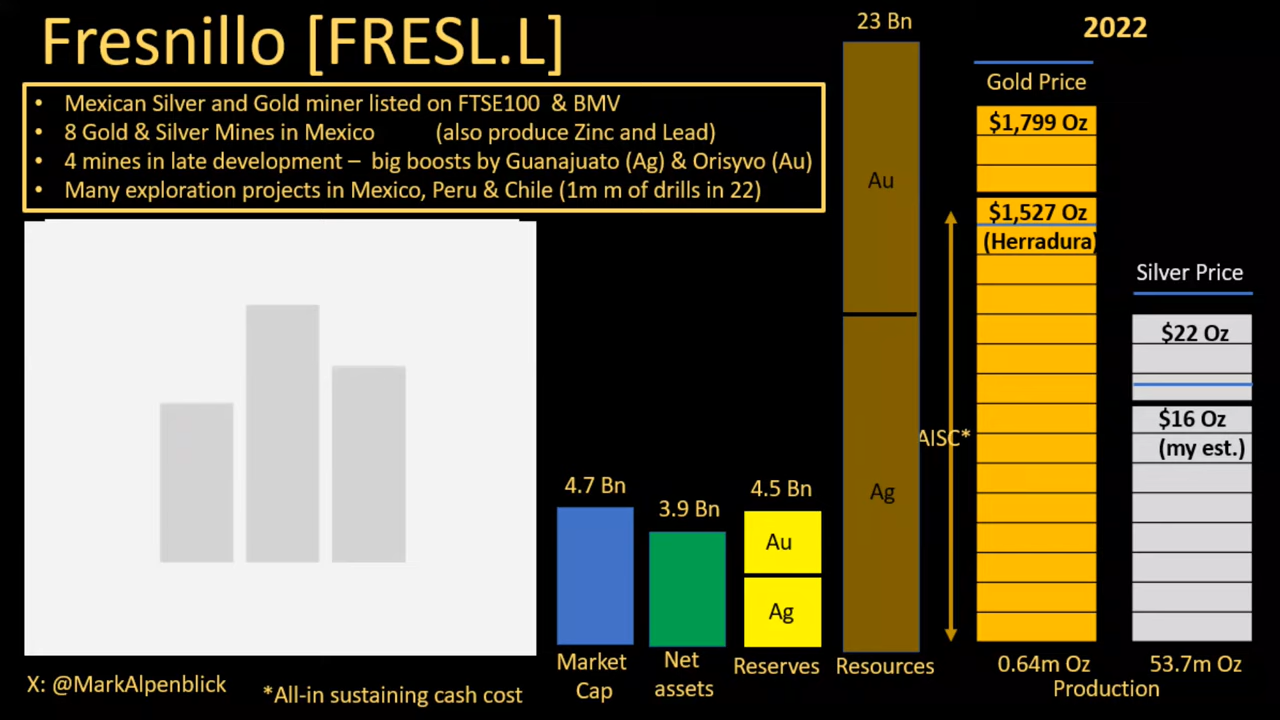 Fresnillo [FRESL.L]
• Mexican Silver and Gold miner listed on FTSE100 & BMV
• 8 Gold & Silver Mines in Mexico (also produce Zinc and Lead)
• 4 mines in late development – big boosts by Guanajuato (Ag) & Orisyvo (Au)
• Many exploration projects in Mexico, Peru & Chile (1m m of drills in 22)
23 Bn
2022
Gold Price
$1,799 Oz
Au
$1,527 Oz
(Herradura)
Silver Price
$22 Oz
$16 Oz
(my est.)
AISC*
Ag
4.7 Bn
3.9 Bn
4.5 Bn
Au
Ag
Market
Cap
Net
assets
Reserves
Resources
0.64m Oz
53.7m Oz
Production
X: @MarkAlpenblick
*All-in sustaining cash cost